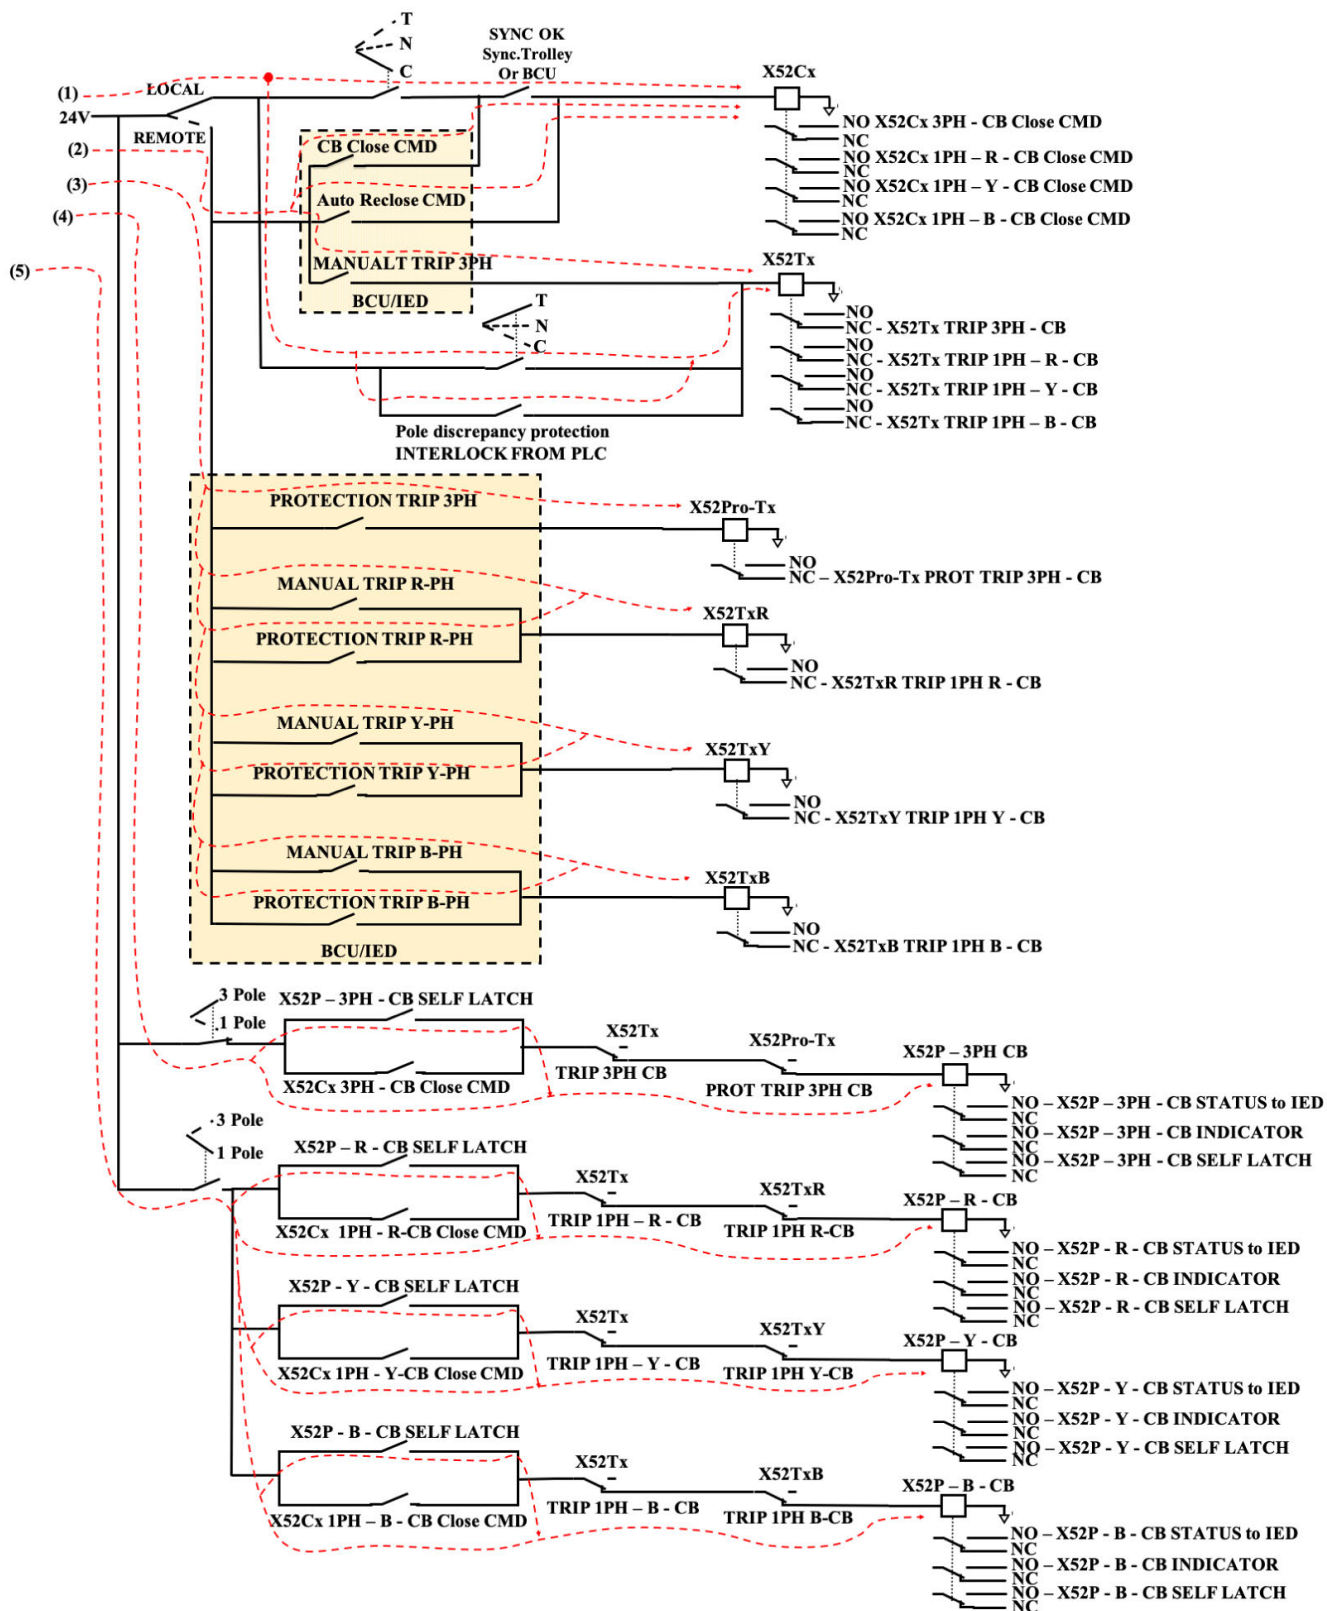 T
N
C
SYNC OK
Sync.Trolley
Or BCU
X52Cx
(1)
LOCAL
24V
REMOTE
(2)
(3)
(4)
(5)
CB Close CMD
Auto Reclose CMD
MANUALT TRIP 3PH
BCU/IED
NO X52Cx 3PH - CB Close CMD
NC
NO X52Cx 1PH – R - CB Close CMD
NC
NO X52Cx 1PH – Y - CB Close CMD
NC
NO X52Cx 1PH – B - CB Close CMD
NC
X52Tx
NO
NC - X52Tx TRIP 3PH - CB
NO
NC - X52Tx TRIP 1PH – R - CB
NO
NC - X52Tx TRIP 1PH – Y - CB
NO
NC - X52Tx TRIP 1PH – B - CB
T
N
C
Pole discrepancy protection
INTERLOCK FROM PLC
PROTECTION TRIP 3PH
X52Pro-Tx
NO
NC – X52Pro-Tx PROT TRIP 3PH - CB
MANUAL TRIP R-PH
PROTECTION TRIP R-PH
X52TxR
NO
NC - X52TxR TRIP 1PH R - CB
MANUAL TRIP Y-PH
PROTECTION TRIP Y-PH
X52TxY
NO
NC - X52TxY TRIP 1PH Y - CB
MANUAL TRIP B-PH
PROTECTION TRIP B-PH
X52TxB
NO
NC - X52TxB TRIP 1PH B - CB
BCU/IED
3 Pole
1 Pole
X52P – 3PH - CB SELF LATCH
X52Cx 3PH - CB Close CMD
X52Tx
TRIP 3PH CB
X52Pro-Tx
PROT TRIP 3PH CB
X52P – 3PH CB
NO – X52P – 3PH - CB STATUS to IED
NC
NO – X52P – 3PH - CB INDICATOR
NC
NO – X52P – 3PH - CB SELF LATCH
NC
3 Pole
1 Pole
X52P – R - CB SELF LATCH
X52Cx 1PH - R-CB Close CMD
X52Tx
TRIP 1PH – R - CB
X52TxR
TRIP 1PH R-CB
X52P – R - CB
NO – X52P - R - CB STATUS to IED
NC
NO – X52P - R - CB INDICATOR
NC
NO – X52P - R - CB SELF LATCH
NC
X52P - Y - CB SELF LATCH
X52Cx 1PH - Y-CB Close CMD
X52Tx
TRIP 1PH – Y - CB
X52TxY
TRIP 1PH Y-CB
X52P – Y - CB
NO – X52P - Y - CB STATUS to IED
NC
NO – X52P - Y - CB INDICATOR
NC
NO – X52P - Y - CB SELF LATCH
NC
X52P - B - CB SELF LATCH
X52Cx 1PH – B - CB Close CMD
X52Tx
TRIP 1PH – B - CB
X52TxB
TRIP 1PH B-CB
X52P – B - CB
NO – X52P - B - CB STATUS to IED
NC
NO – X52P - B - CB INDICATOR
NC
NO – X52P - B - CB SELF LATCH
NC